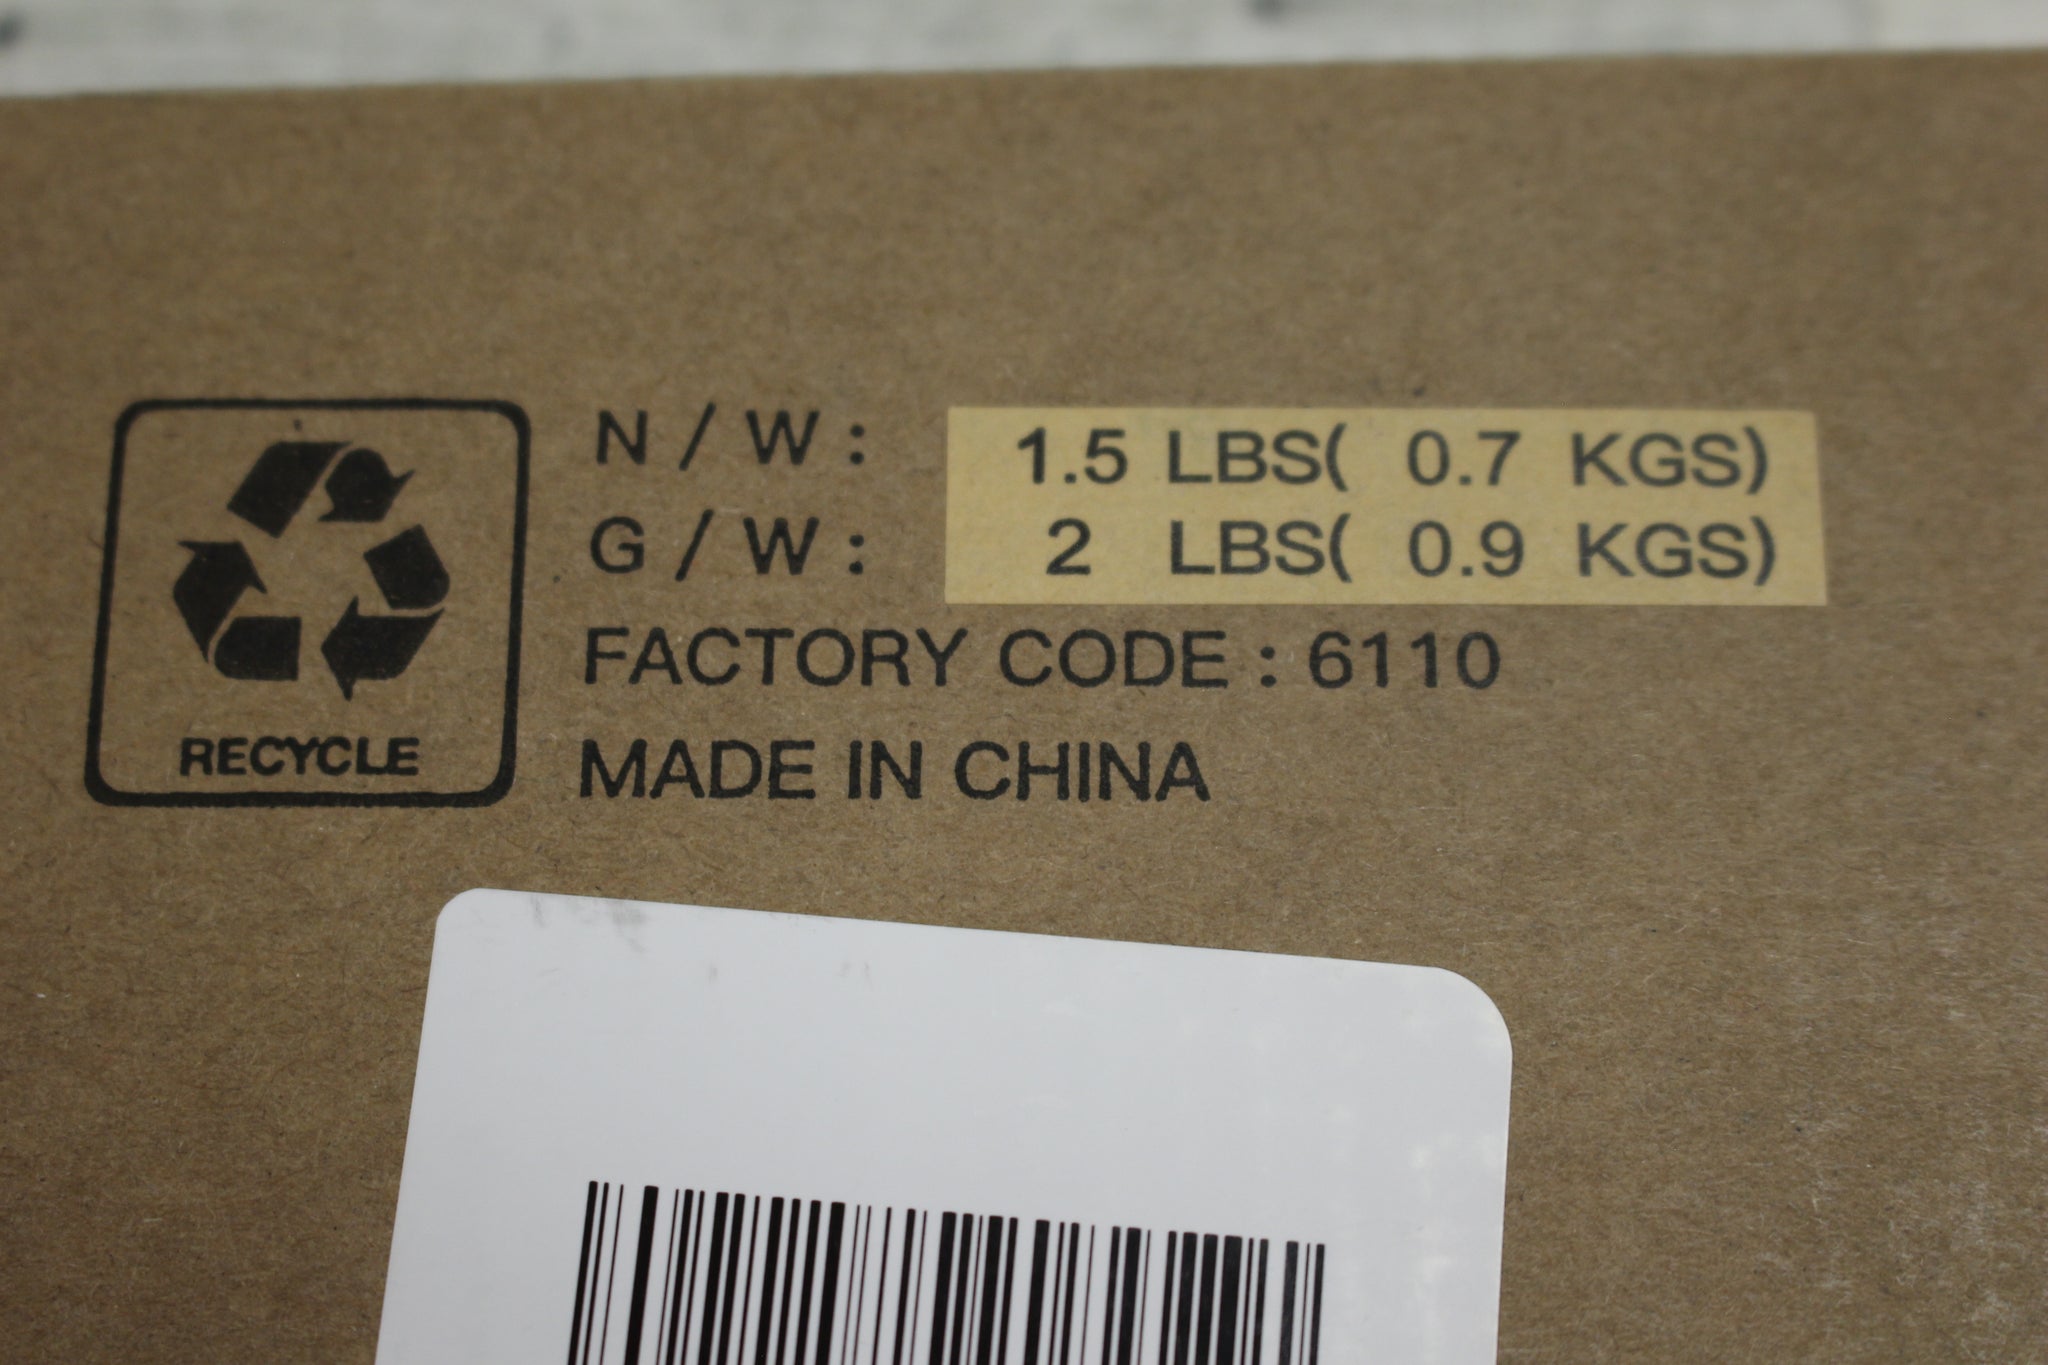 N/W: 1.5 LBS( 0.7 KGS)
G/W: 2 LBS( 0.9 KGS)
FACTORY CODE : 6110
MADE IN CHINA
RECYCLE